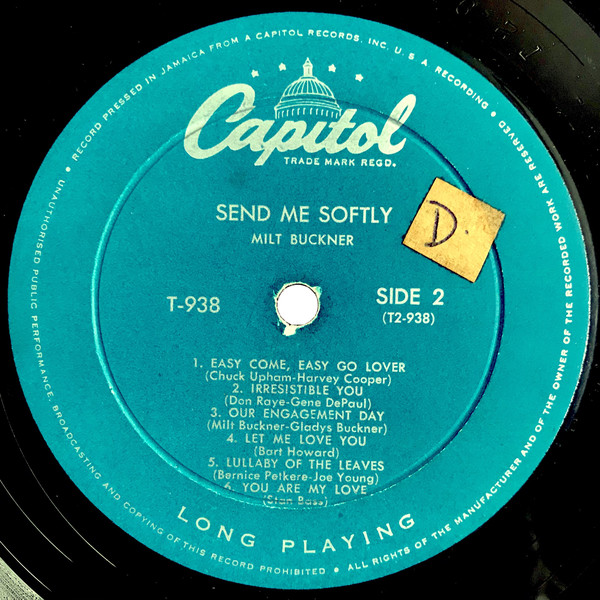 RECORD PRESSED IN JAMAICA FROM A CAPITOL RECORDS, INC. U. S. A. RECORDING •
Capitol
TRADE MARK REGD.
SEND ME SOFTLY
MILT BUCKNER
D.
T-938
SIDE 2
(T2-938)
1. EASY COME, EASY GO LOVER
(Chuck Upham-Harvey Cooper)
2. IRRESISTIBLE YOU
(Don Raye-Gene DePaul)
3. OUR ENGAGEMENT DAY
(Milt Buckner-Gladys Buckner)
4. LET ME LOVE YOU
(Bart Howard)
5. LULLABY OF THE LEAVES
(Bernice Petkere-Joe Young)
6. YOU ARE MY LOVE
(Stan Bass)
LONG PLAYING
• UNAUTHORISED PUBLIC PERFORMANCE, BROADCASTING AND COPYING OF THIS RECORD PROHIBITED • ALL RIGHTS OF THE MANUFACTURER AND OF THE OWNER OF THE RECORDED WORK ARE RESERVED